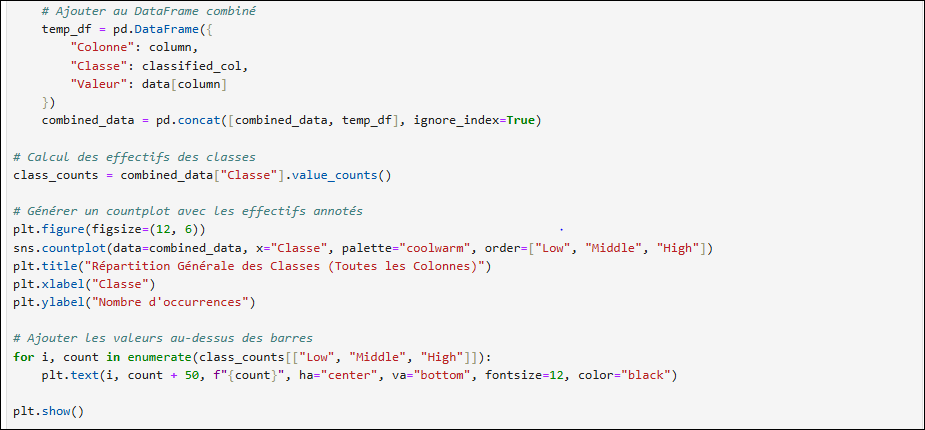 # Ajouter au DataFrame combiné
temp_df = pd.DataFrame({
"Colonne": column,
"Classe": classified_col,
"Valeur": data[column]
})
combined_data = pd.concat([combined_data, temp_df], ignore_index=True)
# Calcul des effectifs des classes
class_counts = combined_data["Classe"].value_counts()
# Générer un countplot avec les effectifs annotés
plt.figure(figsize=(12, 6))
sns.countplot(data=combined_data, x="Classe", palette="coolwarm", order=["Low", "Middle", "High"])
plt.title("Répartition Générale des Classes (Toutes les Colonnes)")
plt.xlabel("Classe")
plt.ylabel("Nombre d'occurrences")
# Ajouter les valeurs au-dessus des barres
for i, count in enumerate(class_counts[["Low", "Middle", "High"]]):
plt.text(i, count + 50, f"{count}", ha="center", va="bottom", fontsize=12, color="black")
plt.show()